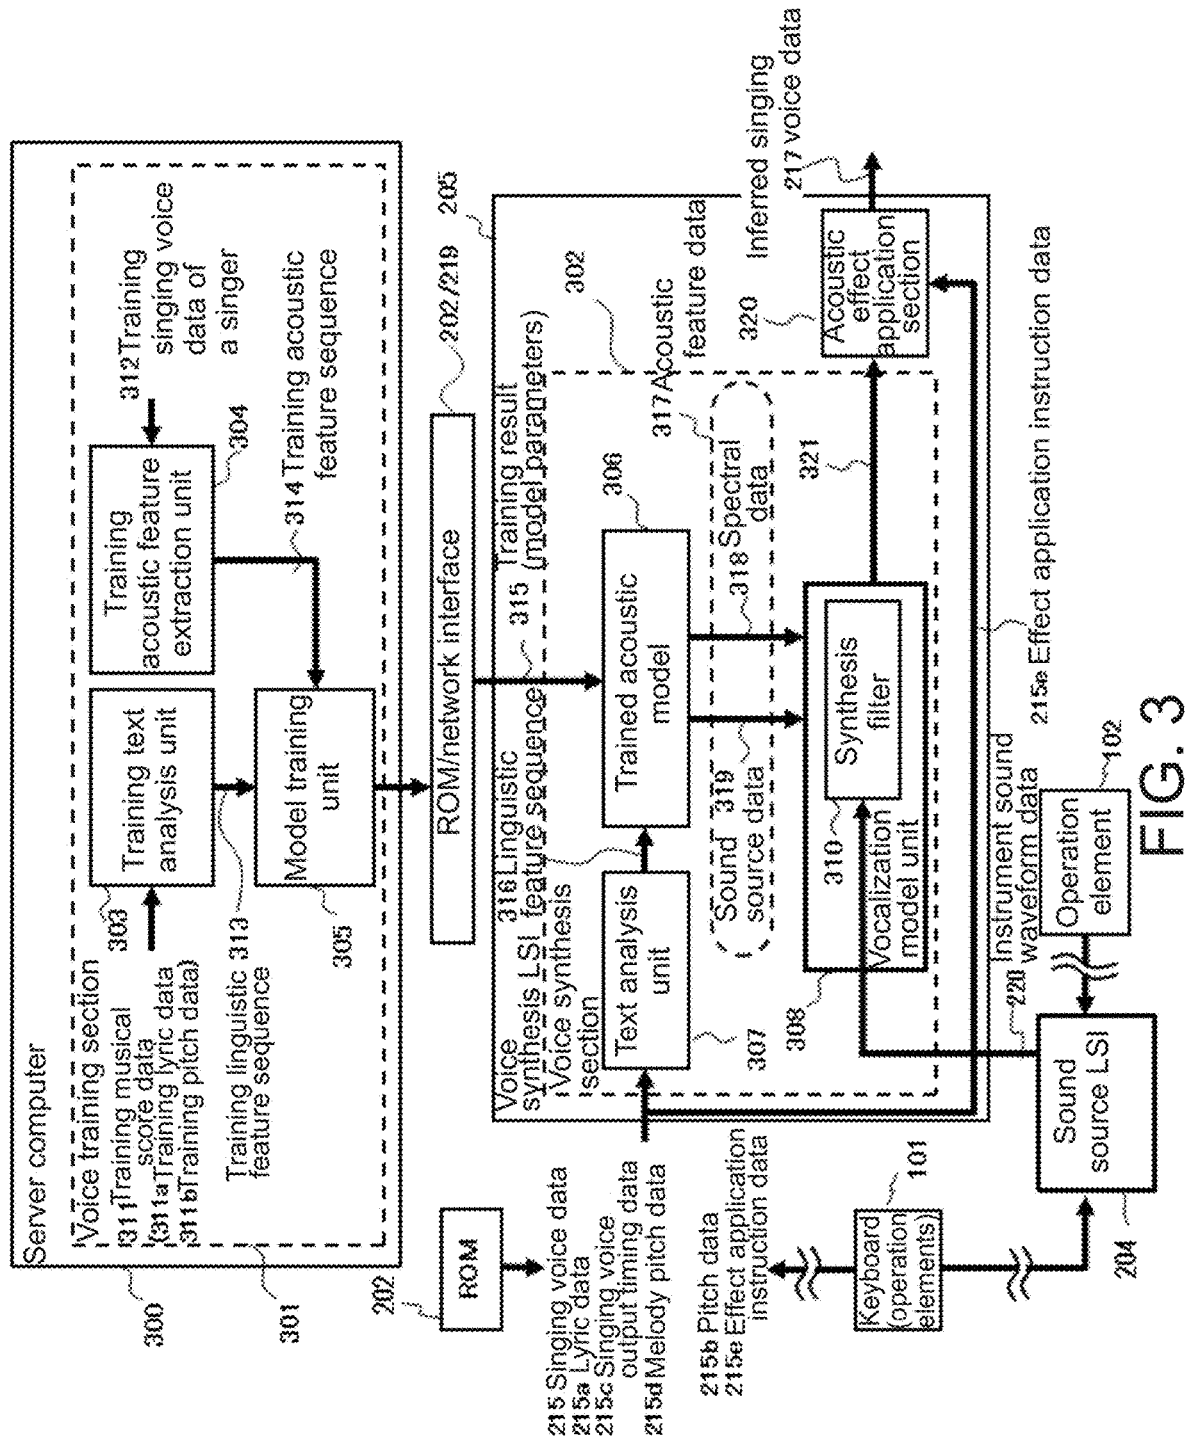 Server computer
300
Voice training section
301
311 Training musical
score data
(311a Training lyric data
311b Training pitch data)
303
Training text
analysis unit
Training
acoustic feature
extraction unit
304
312 Training
singing voice
data of
a singer
Training linguistic
feature sequence
313
314 Training acoustic
feature sequence
305
Model training
unit
202
ROM
ROM/network interface
202/219
205
215 Singing voice data
215a Lyric data
215c Singing voice
output timing data
215d Melody pitch data
Voice
synthesis LSI
Voice synthesis
section
316 Linguistic
feature sequence
315
Training result
(model parameters)
302
Text analysis
unit
307
Trained acoustic
model
306
317 Acoustic
feature data
Sound
source data
319
318
Spectral
data
308
Vocalization
model unit
310
Synthesis
filter
321
320
Acoustic
effect
application
section
Inferred singing
217 voice data
215b Pitch data
215e Effect application
instruction data
101
Keyboard
(operation
elements)
220
Instrument sound
waveform data
215e Effect application instruction data
204
Sound
source LSI
Operation
element
102
FIG. 3